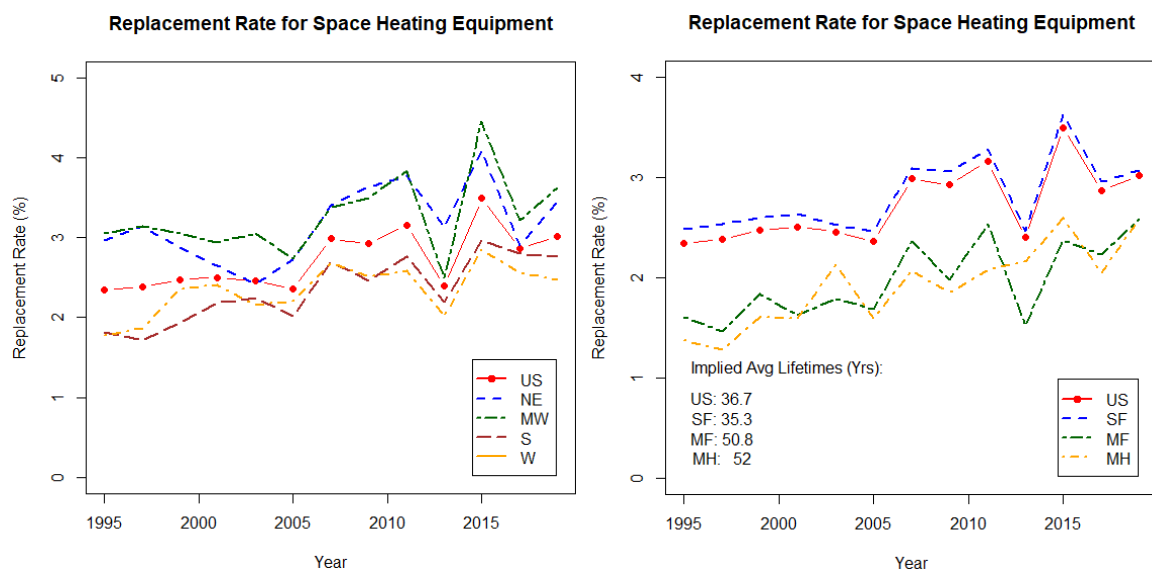 Replacement Rate for Space Heating Equipment
Replacement Rate (%)
5
4
3
2
1
0
1995 2000 2005 2010 2015
Year
US
NE
MW
S
W
Replacement Rate for Space Heating Equipment
Replacement Rate (%)
4
3
2
1
0
1995 2000 2005 2010 2015
Year
Implied Avg Lifetimes (Yrs):
US: 36.7
SF: 35.3
MF: 50.8
MH: 52
US
SF
MF
MH